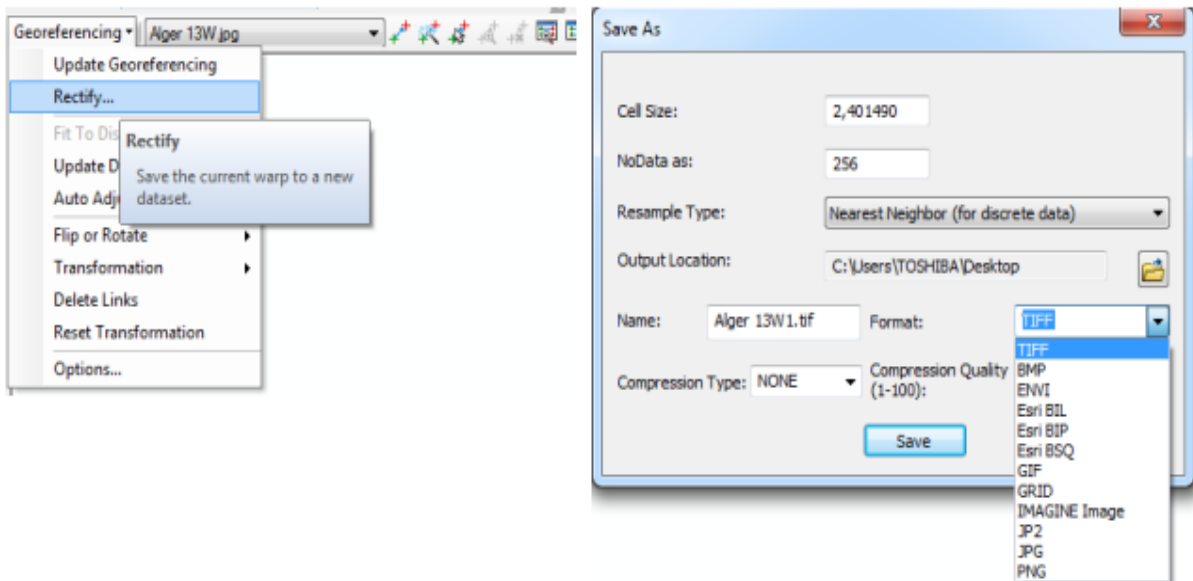 Georeferencing
Alger 13W.jpg
Update Georeferencing
Rectify...
Fit To Dis
Update D
Auto Adj
Rectify
Save the current warp to a new
dataset.
Flip or Rotate
Transformation
Delete Links
Reset Transformation
Options...
Save As
Cell Size: 2,401490
NoData as: 256
Resample Type: Nearest Neighbor (for discrete data)
Output Location: C:\Users\TOSHIBA\Desktop
Name: Alger 13W1.tif Format: TIFF
Compression Type: NONE Compression Quality
(1-100):
Save
TIFF
BMP
ENVI
Esri BIL
Esri BIP
Esri BSQ
GIF
GRID
IMAGINE Image
JP2
JPG
PNG